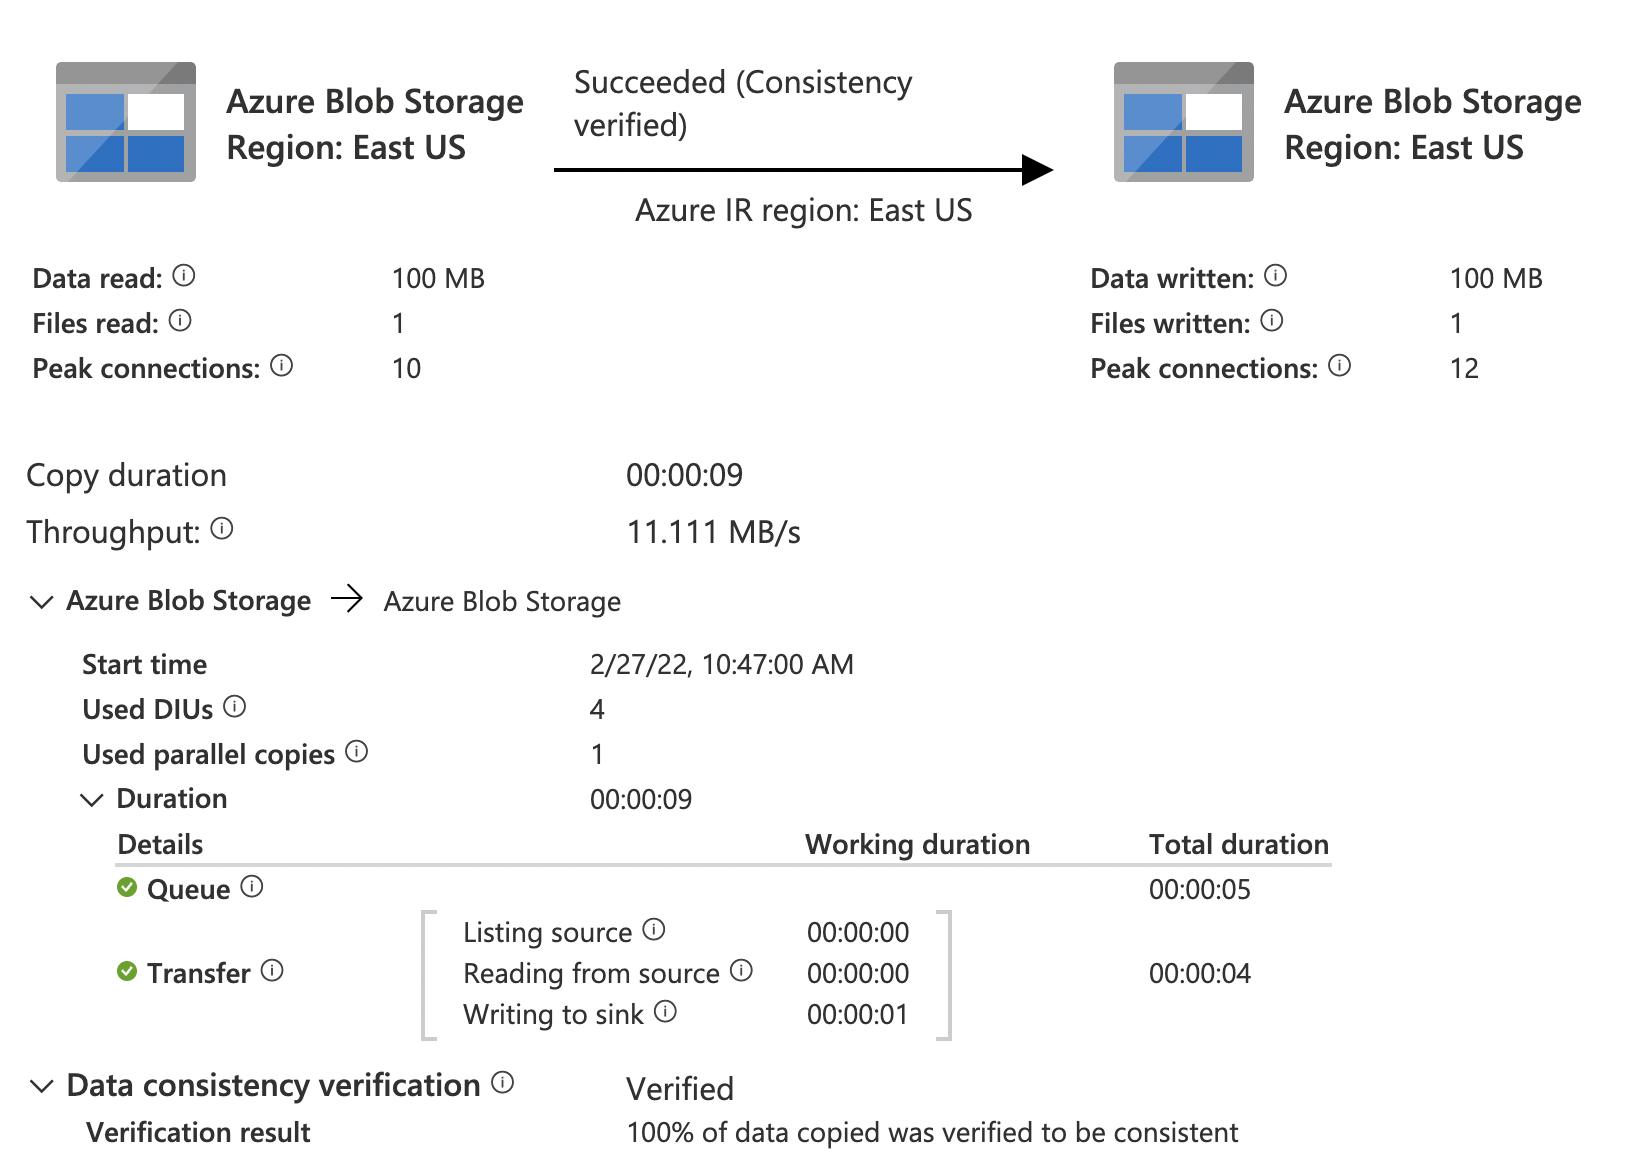 Azure Blob Storage
Region: East US
Succeeded (Consistency
verified)
Azure IR region: East US
Azure Blob Storage
Region: East US
Data read: 100 MB
Files read: 1
Peak connections: 10
Data written: 100 MB
Files written: 1
Peak connections: 12
Copy duration 00:00:09
Throughput: 11.111 MB/s
Azure Blob Storage → Azure Blob Storage
Start time 2/27/22, 10:47:00 AM
Used DIUs 4
Used parallel copies 1
Duration 00:00:09
Details Working duration Total duration
Queue 00:00:05
Listing source 00:00:00
Transfer Reading from source 00:00:00 00:00:04
Writing to sink 00:00:01
Data consistency verification Verified
Verification result 100% of data copied was verified to be consistent